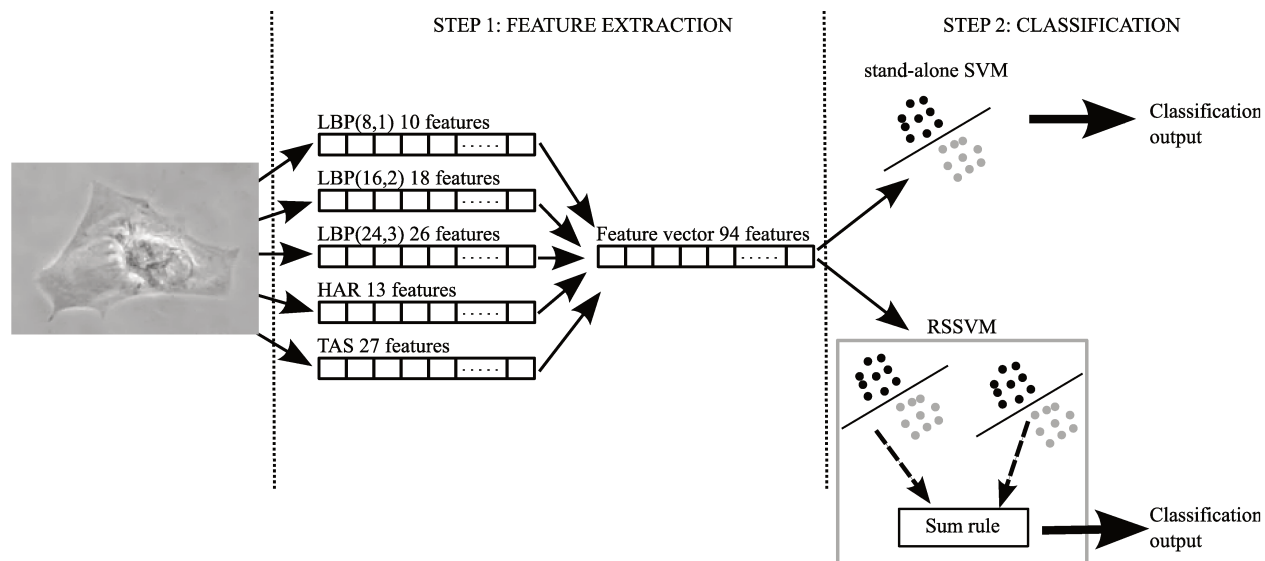 STEP 1: FEATURE EXTRACTION
LBP(8,1) 10 features
.....
LBP(16,2) 18 features
.....
LBP(24,3) 26 features
.....
HAR 13 features
.....
TAS 27 features
.....
Feature vector 94 features
.....
STEP 2: CLASSIFICATION
stand-alone SVM
Classification
output
RSSVM
Sum rule
Classification
output